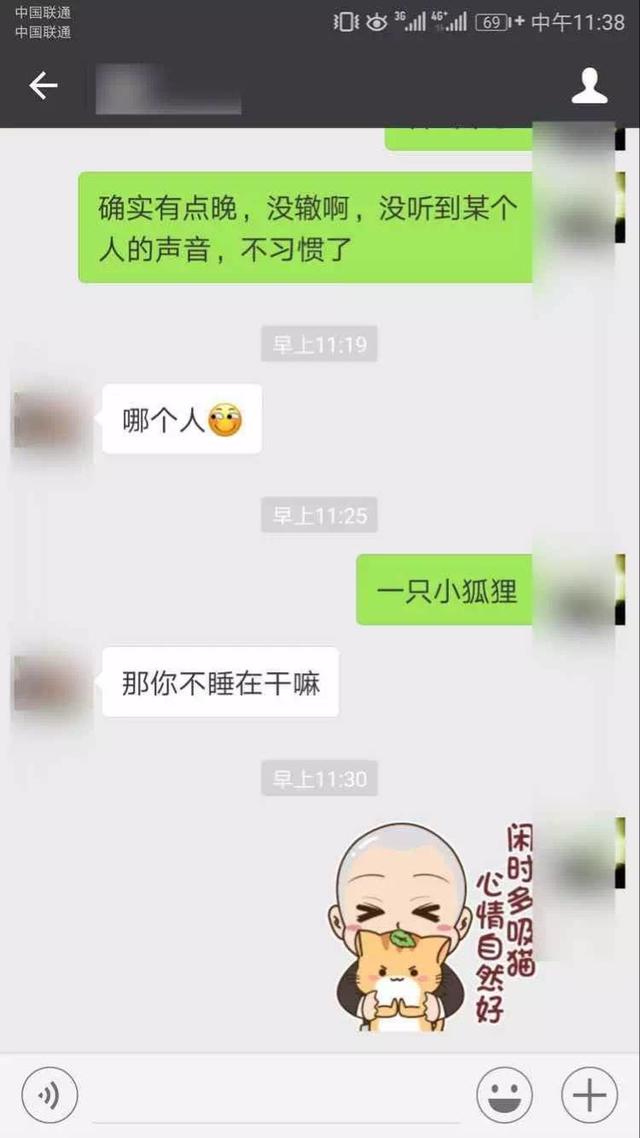 中国联通
中国联通
3G
4G+
69
中午11:38
确实有点晚，没辙啊，没听到某个
人的声音，不习惯了
早上11:19
哪个人
早上11:25
一只小狐狸
那你不睡在干嘛
早上11:30
闲时多吸猫
心情自然好